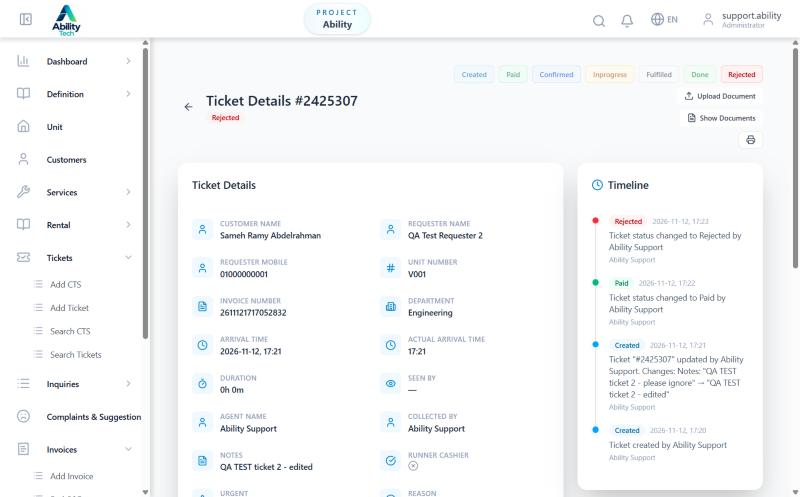 Ability
Tech
PROJECT
Ability
EN
support.ability
Administrator
Dashboard
Definition
Unit
Customers
Services
Rental
Tickets
Add CTS
Add Ticket
Search CTS
Search Tickets
Inquiries
Complaints & Suggestion
Invoices
Add Invoice
Created
Paid
Confirmed
Inprogress
Fulfilled
Done
Rejected
Ticket Details #2425307
Rejected
Upload Document
Show Documents
Ticket Details
CUSTOMER NAME
Sameh Ramy Abdelrahman
REQUESTER NAME
QA Test Requester 2
REQUESTER MOBILE
01000000001
UNIT NUMBER
V001
INVOICE NUMBER
2611121717052832
DEPARTMENT
Engineering
ARRIVAL TIME
2026-11-12, 17:21
ACTUAL ARRIVAL TIME
17:21
DURATION
0h 0m
SEEN BY
—
AGENT NAME
Ability Support
COLLECTED BY
Ability Support
NOTES
QA TEST ticket 2 - edited
RUNNER CASHIER
URGENT
REASON
Timeline
Rejected 2026-11-12, 17:23
Ticket status changed to Rejected by
Ability Support
Ability Support
Paid 2026-11-12, 17:22
Ticket status changed to Paid by
Ability Support
Ability Support
Created 2026-11-12, 17:21
Ticket "#2425307" updated by Ability
Support. Changes: Notes: "QA TEST
ticket 2 - please ignore" → "QA TEST
ticket 2 - edited"
Ability Support
Created 2026-11-12, 17:20
Ticket created by Ability Support
Ability Support